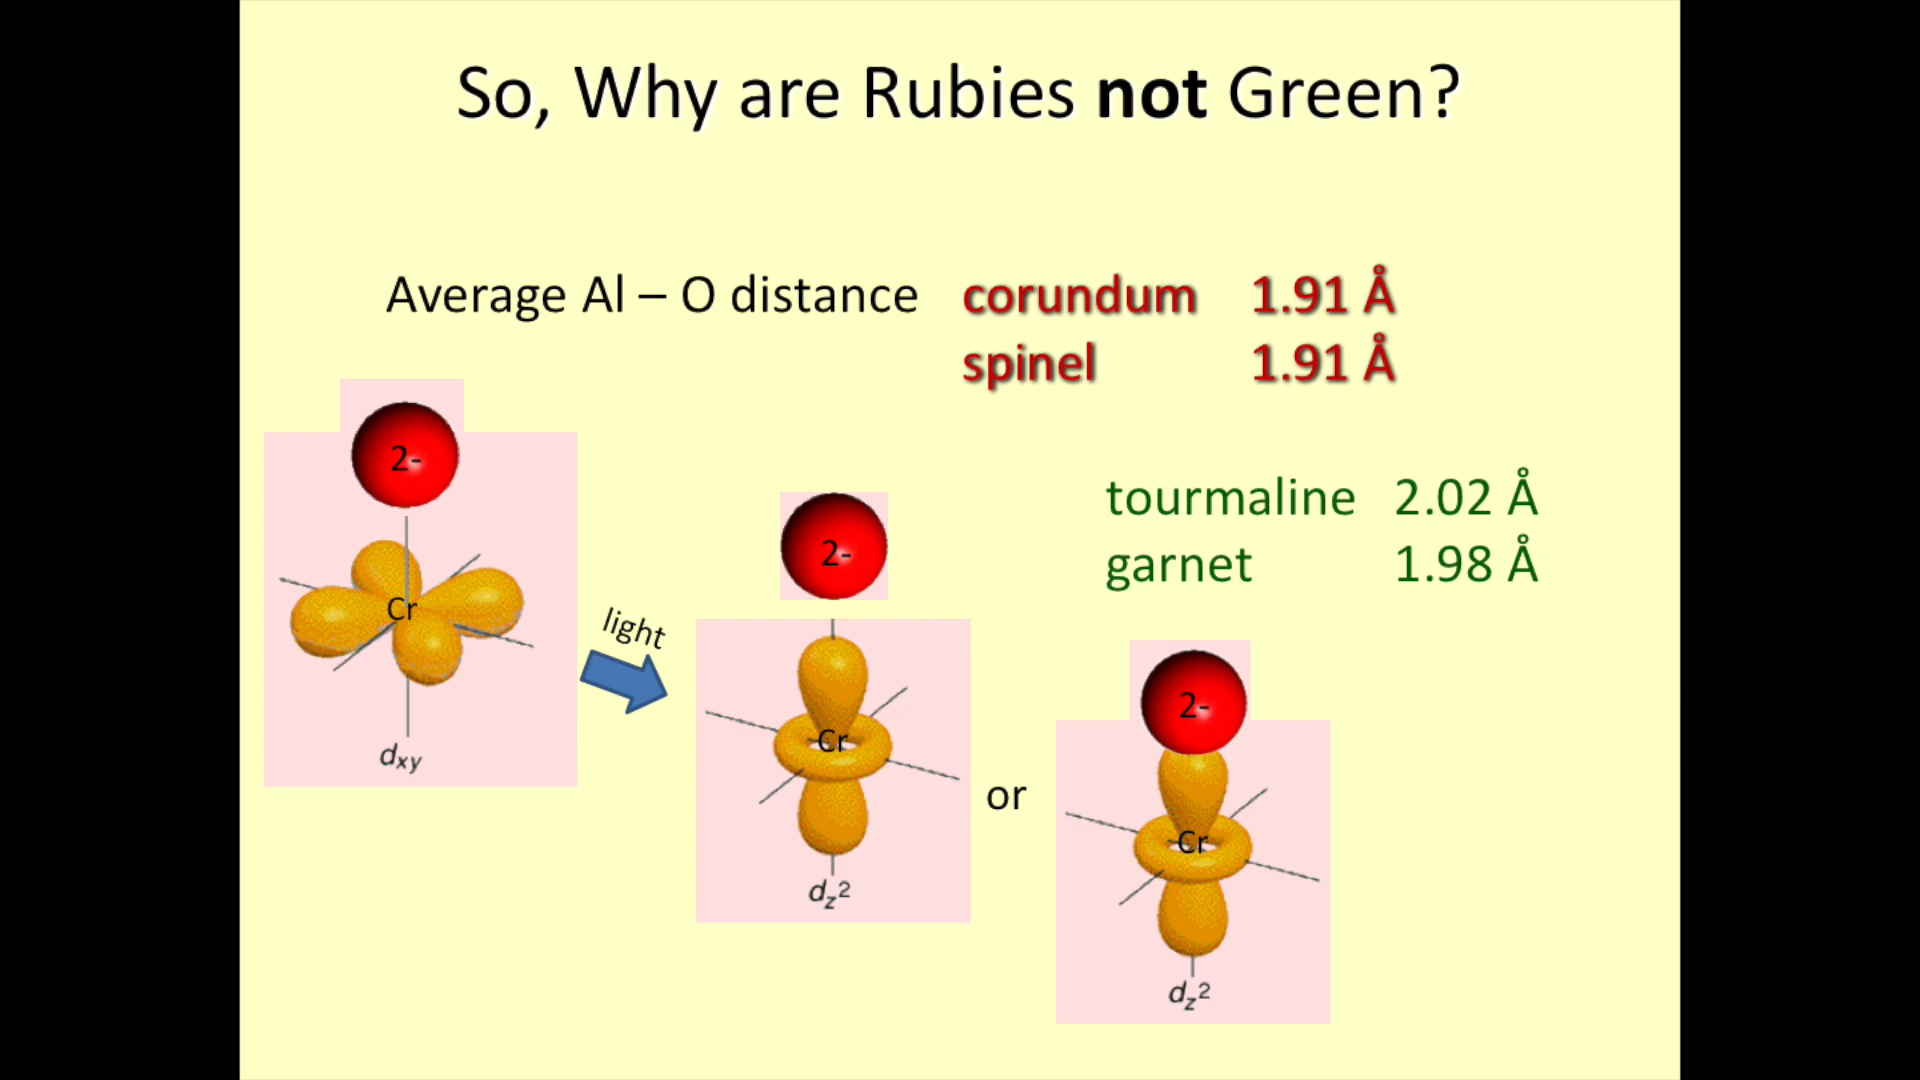 So, Why are Rubies not Green?
Average Al – O distance corundum 1.91 Å
spinel 1.91 Å
tourmaline 2.02 Å
garnet 1.98 Å
2-
Cr
dxy
light
2-
Cr
dz2
or
2-
Cr
dz2